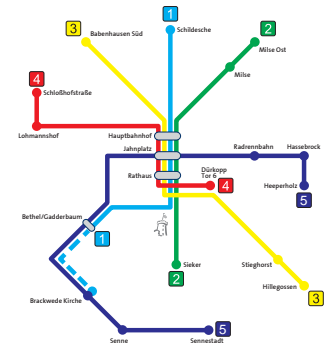 1
3
2
Babenhausen Süd
Schildesche
Milse Ost
Milse
4
Schloßhofstraße
Lohmannshof
Hauptbahnhof
Jahnplatz
Radrennbahn
Hassebrock
Rathaus
Dürkopp
Tor 6
4
Heeperholz
5
Bethel/Gadderbaum
1
Sieker
2
Stieghorst
Hillegossen
3
Brackwede Kirche
5
Senne
Sennestadt